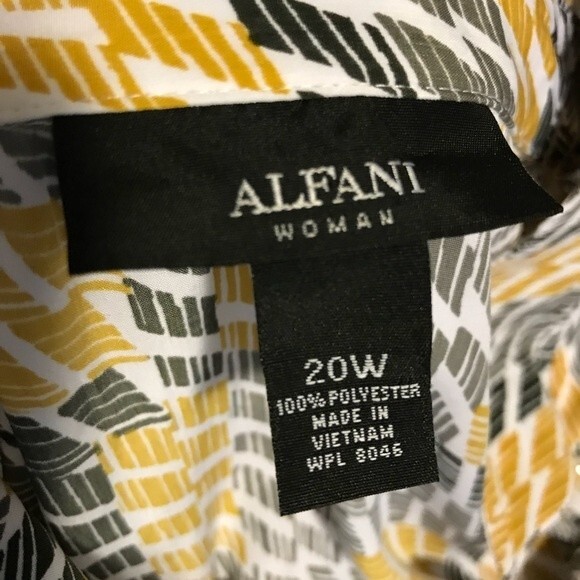 ALFANI
WOMAN
20W
100% POLYESTER
MADE IN
VIETNAM
WPL 8046